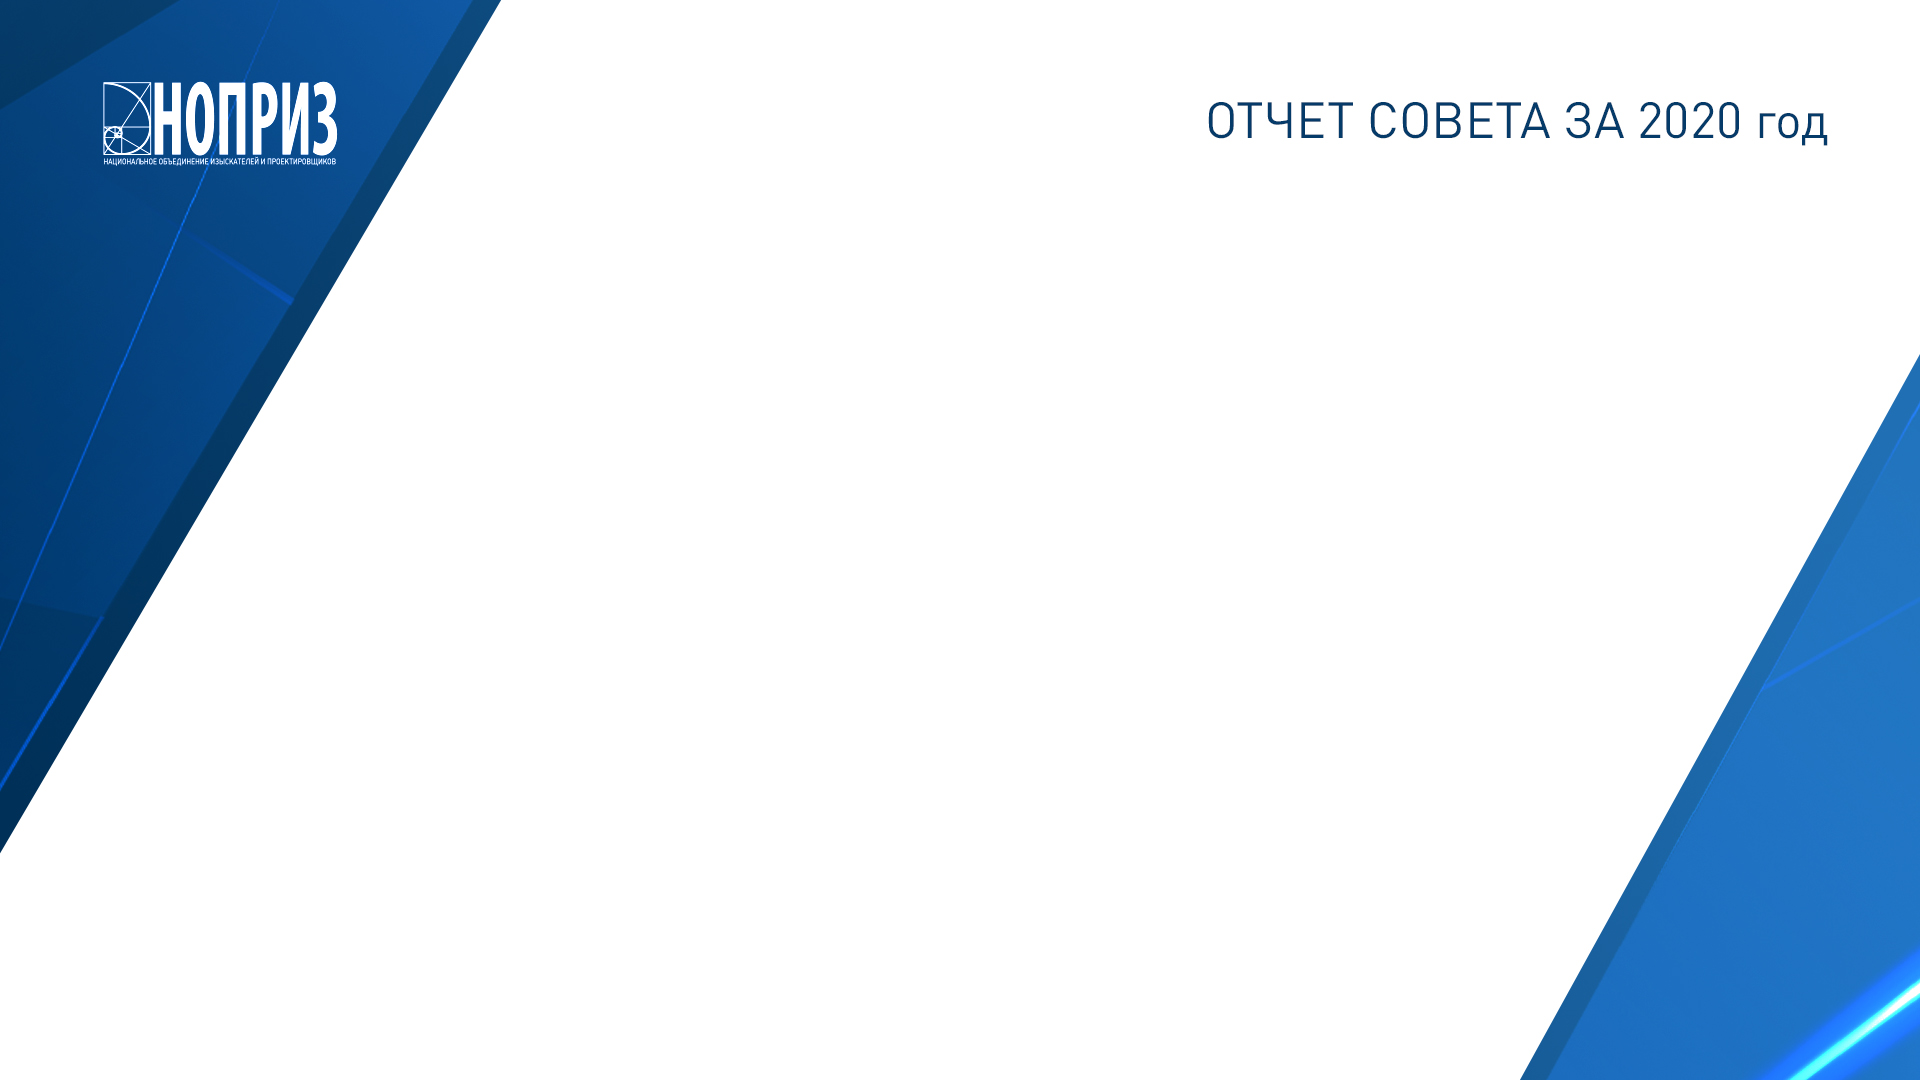 НОПРИЗ
НАЦИОНАЛЬНОЕ ОБЪЕДИНЕНИЕ ИЗЫСКАТЕЛЕЙ И ПРОЕКТИРОВЩИКОВ
ОТЧЕТ СОВЕТА ЗА 2020 год